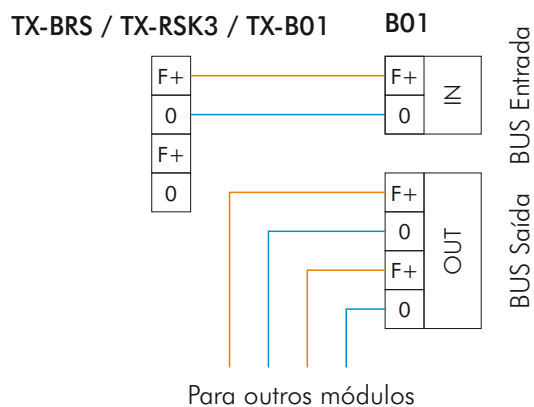 TX-BRS / TX-RSK3 / TX-B01
B01
F+
0
F+
0
F+
0
IN
BUS Entrada
F+
0
F+
0
OUT
BUS Saída
Para outros módulos